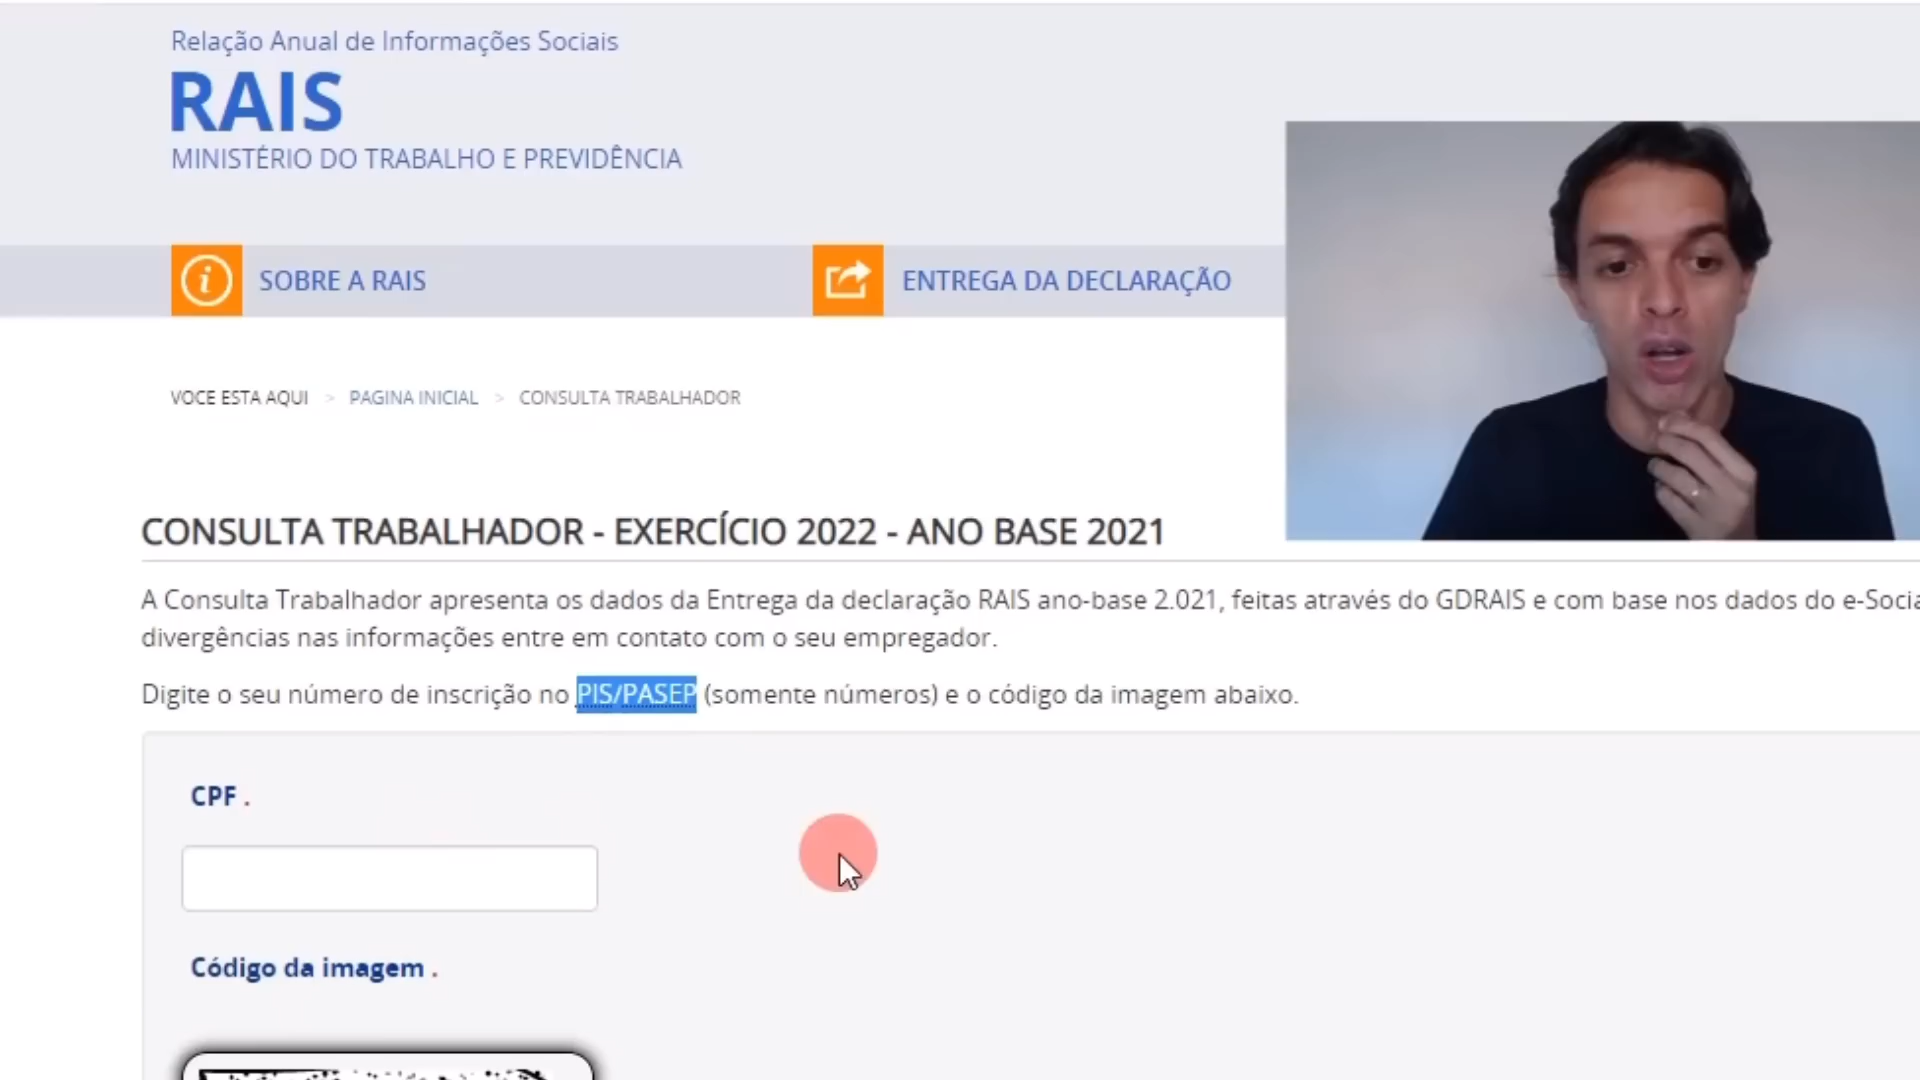 Relação Anual de Informações Sociais
RAIS
MINISTÉRIO DO TRABALHO E PREVIDÊNCIA
SOBRE A RAIS
ENTREGA DA DECLARAÇÃO
VOCE ESTA AQUI > PAGINA INICIAL > CONSULTA TRABALHADOR
CONSULTA TRABALHADOR - EXERCÍCIO 2022 - ANO BASE 2021
A Consulta Trabalhador apresenta os dados da Entrega da declaração RAIS ano-base 2.021, feitas através do GDRAIS e com base nos dados do e-Socia
divergências nas informações entre em contato com o seu empregador.
Digite o seu número de inscrição no PIS/PASEP (somente números) e o código da imagem abaixo.
CPF .
Código da imagem .